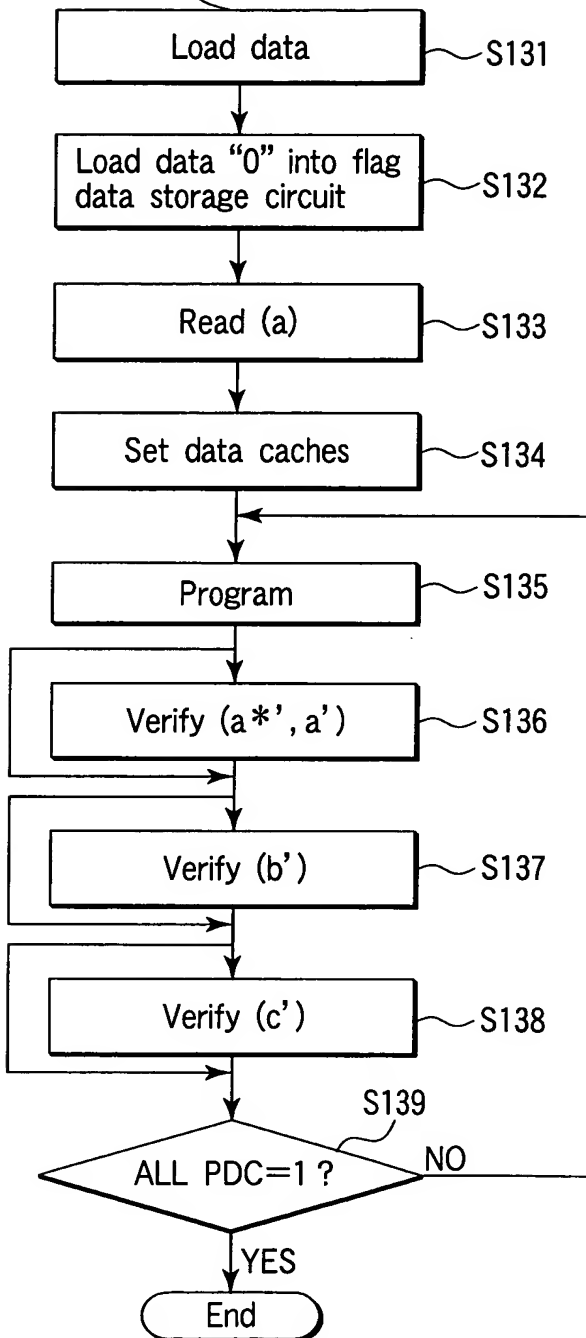 Load data
S131
Load data “0” into flag
data storage circuit
S132
Read (a)
S133
Set data caches
S134
Program
S135
Verify (a*’, a’)
S136
Verify (b’)
S137
Verify (c’)
S138
S139
ALL PDC=1 ?
NO
YES
End